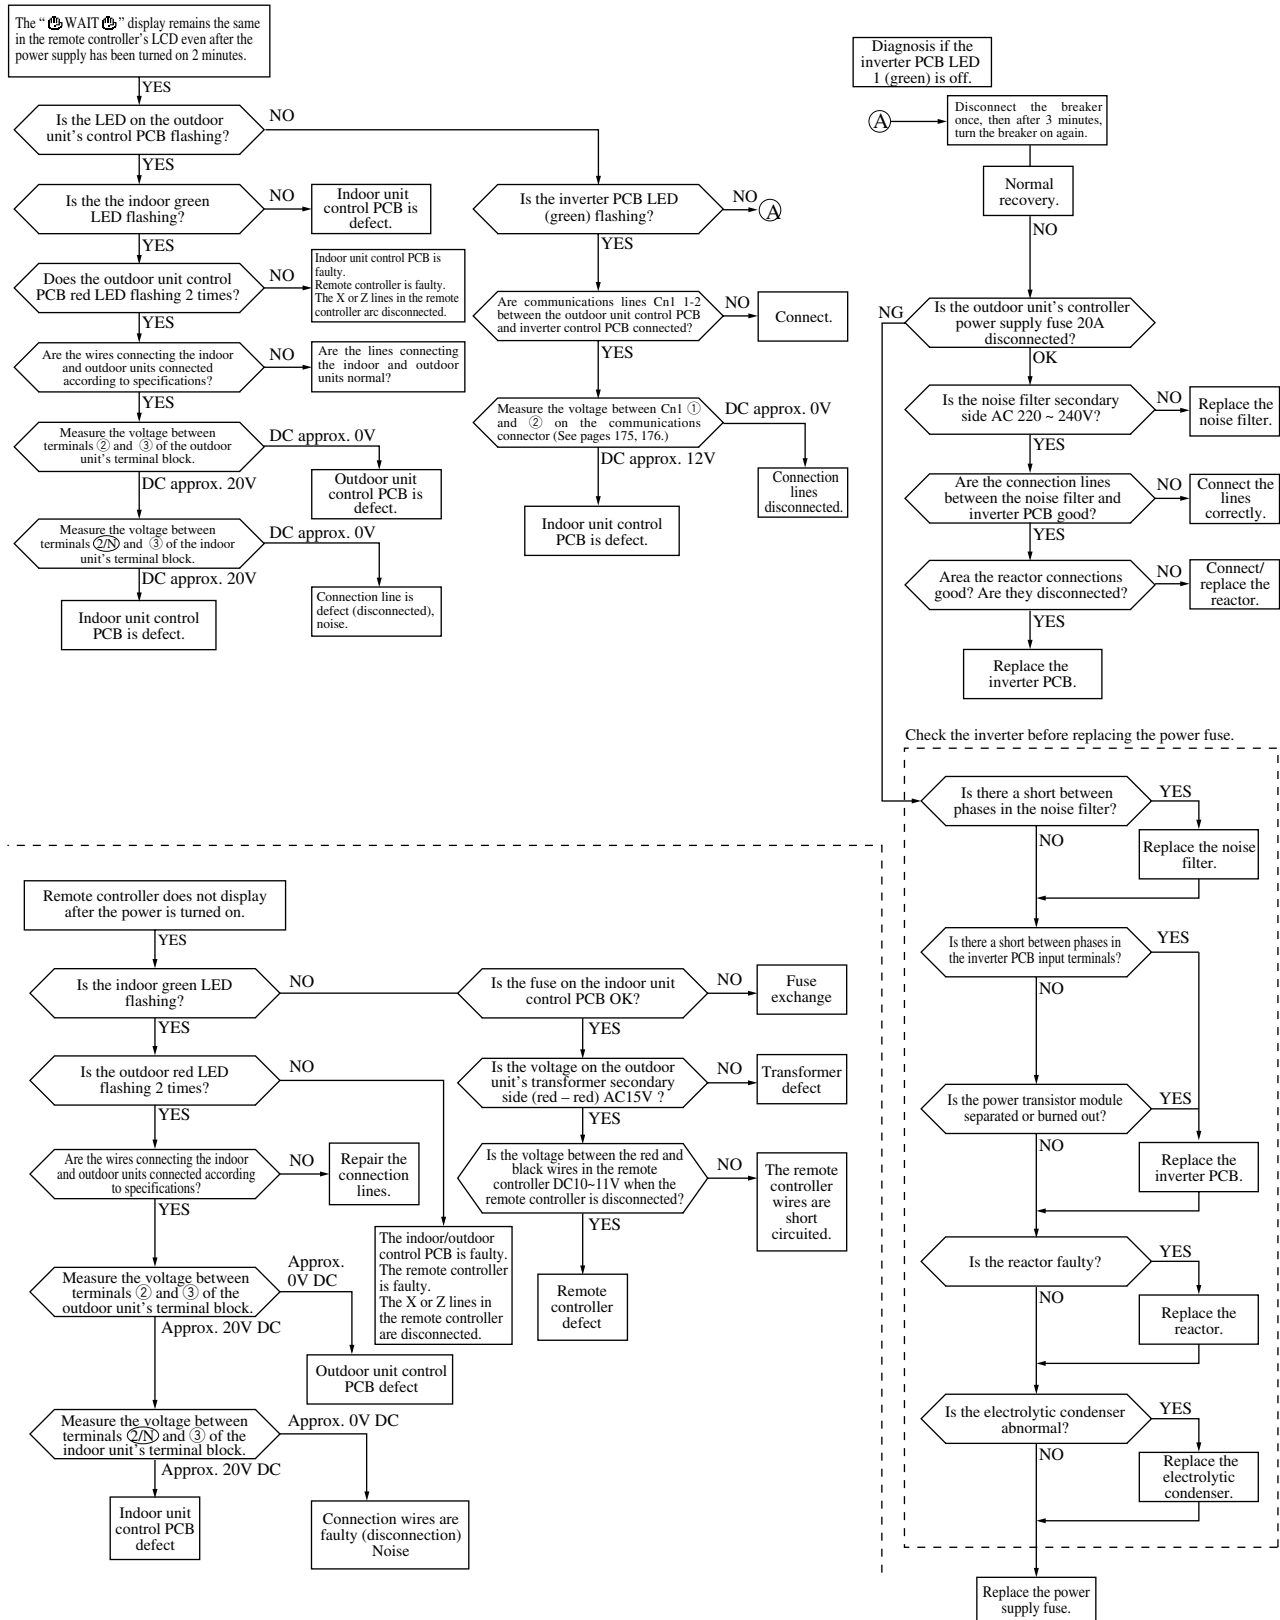 The “ WAIT ” display remains the same
in the remote controller's LCD even after the
power supply has been turned on 2 minutes.
YES
Is the LED on the outdoor
unit's control PCB flashing?
NO
YES
Is the the indoor green
LED flashing?
NO
Indoor unit
control PCB is
defect.
YES
Does the outdoor unit control
PCB red LED flashing 2 times?
NO
Indoor unit control PCB is
faulty.
Remote controller is faulty.
The X or Z lines in the remote
controller arc disconnected.
YES
Are the wires connecting the indoor
and outdoor units connected
according to specifications?
NO
Are the lines connecting
the indoor and outdoor
units normal?
YES
Measure the voltage between
terminals ② and ③ of the outdoor
unit's terminal block.
DC approx. 0V
Outdoor unit
control PCB is
defect.
DC approx. 20V
Measure the voltage between
terminals 2/N and ③ of the indoor
unit's terminal block.
DC approx. 0V
Connection line is
defect (disconnected),
noise.
DC approx. 20V
Indoor unit control
PCB is defect.
Is the inverter PCB LED
(green) flashing?
NO
A
YES
Are communications lines Cn1 1-2
between the outdoor unit control PCB
and inverter control PCB connected?
NO
Connect.
YES
Measure the voltage between Cn1 ①
and ② on the communications
connector (See pages 175, 176.)
DC approx. 0V
Connection
lines
disconnected.
DC approx. 12V
Indoor unit control
PCB is defect.
Diagnosis if the
inverter PCB LED
1 (green) is off.
A
Disconnect the breaker
once, then after 3 minutes,
turn the breaker on again.
Normal
recovery.
NO
Is the outdoor unit's controller
power supply fuse 20A
disconnected?
NG
OK
Is the noise filter secondary
side AC 220 ~ 240V?
NO
Replace the
noise filter.
YES
Are the connection lines
between the noise filter and
inverter PCB good?
NO
Connect the
lines
correctly.
YES
Area the reactor connections
good? Are they disconnected?
NO
Connect/
replace the
reactor.
YES
Replace the
inverter PCB.
Check the inverter before replacing the power fuse.
Is there a short between
phases in the noise filter?
YES
Replace the noise
filter.
NO
Is there a short between phases in
the inverter PCB input terminals?
YES
NO
Is the power transistor module
separated or burned out?
YES
Replace the
inverter PCB.
NO
Is the reactor faulty?
YES
Replace the
reactor.
NO
Is the electrolytic condenser
abnormal?
YES
Replace the
electrolytic
condenser.
NO
Replace the power
supply fuse.
Remote controller does not display
after the power is turned on.
YES
Is the indoor green LED
flashing?
NO
YES
Is the outdoor red LED
flashing 2 times?
NO
The indoor/outdoor
control PCB is faulty.
The remote controller
is faulty.
The X or Z lines in
the remote controller
are disconnected.
YES
Are the wires connecting the indoor
and outdoor units connected according
to specifications?
NO
Repair the
connection
lines.
YES
Measure the voltage between
terminals ② and ③ of the
outdoor unit's terminal block.
Approx.
0V DC
Outdoor unit control
PCB defect
Approx. 20V DC
Measure the voltage between
terminals 2/N and ③ of the
indoor unit's terminal block.
Approx. 0V DC
Connection wires are
faulty (disconnection)
Noise
Approx. 20V DC
Indoor unit
control PCB
defect
Is the fuse on the indoor unit
control PCB OK?
NO
Fuse
exchange
YES
Is the voltage on the outdoor
unit's transformer secondary
side (red – red) AC15V ?
NO
Transformer
defect
YES
Is the voltage between the red and
black wires in the remote
controller DC10~11V when the
remote controller is disconnected?
NO
The remote
controller
wires are
short
circuited.
YES
Remote
controller
defect